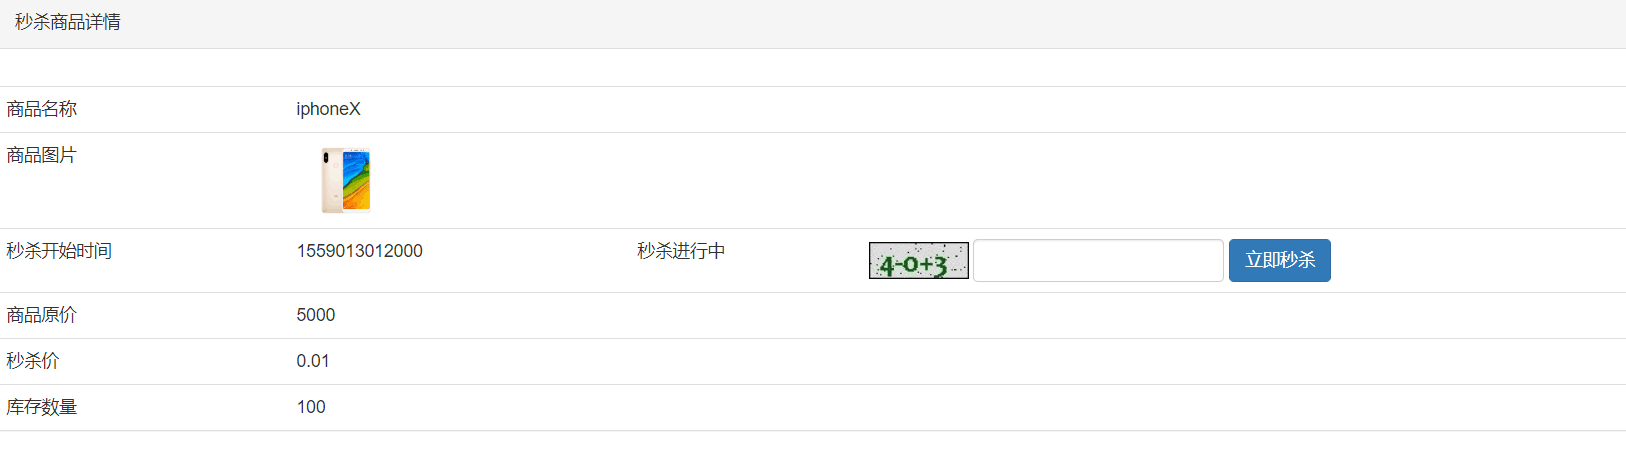 秒杀商品详情
商品名称 iphoneX
商品图片
秒杀开始时间 1559013012000 秒杀进行中 4-0+3 立即秒杀
商品原价 5000
秒杀价 0.01
库存数量 100